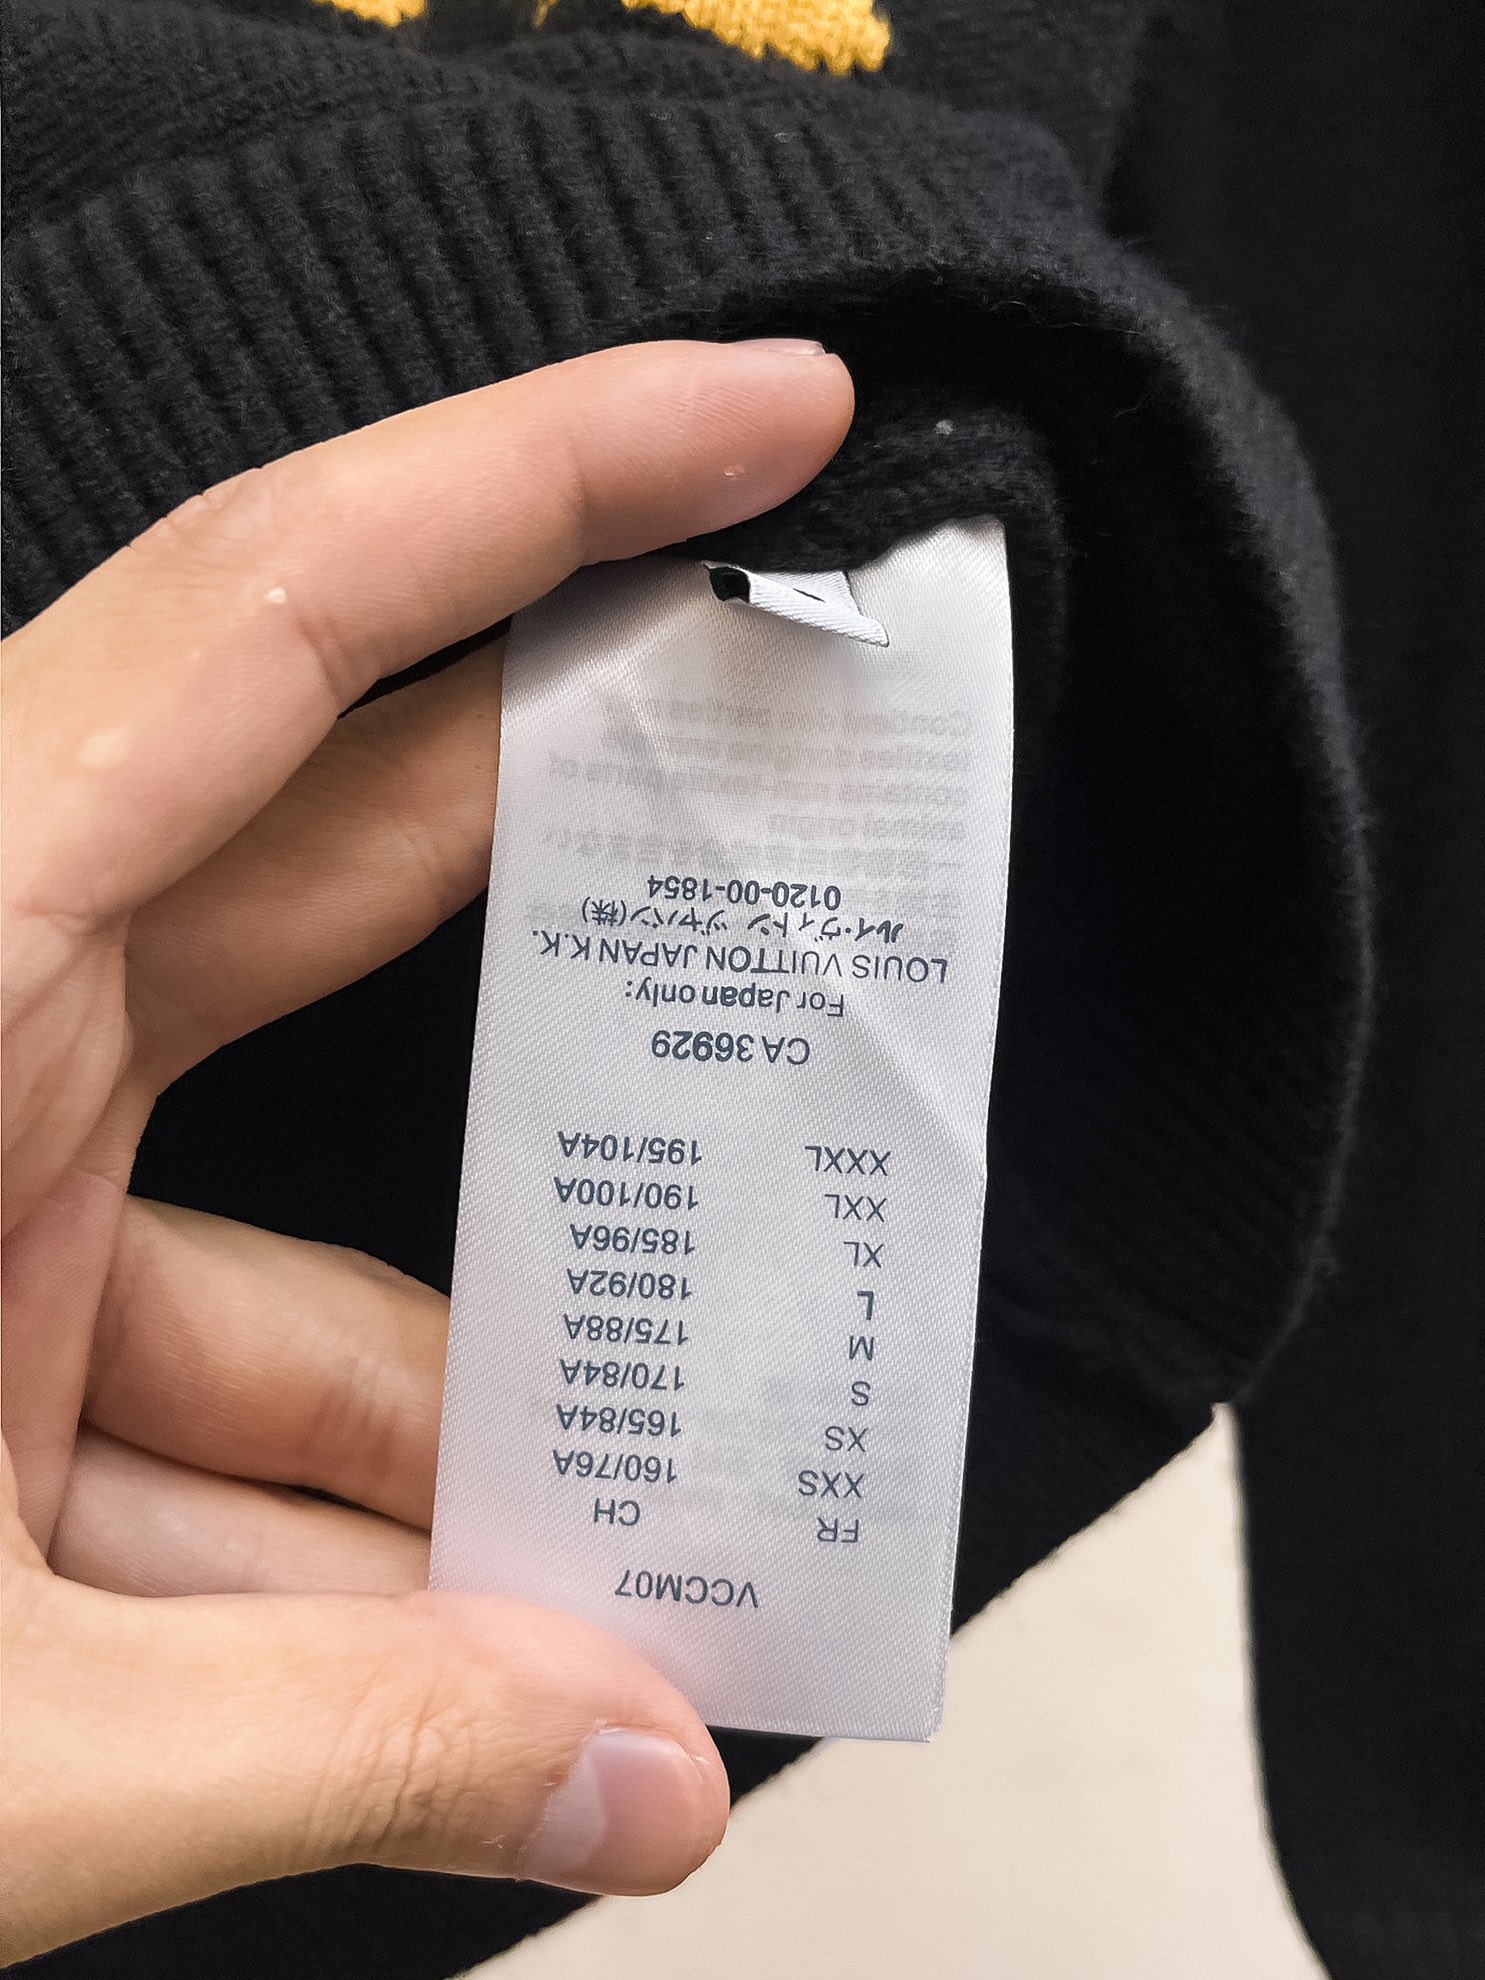 VCCM07
FR CH
XXS 160/76A
XS 165/84A
S 170/84A
M 175/88A
L 180/92A
XL 185/96A
XXL 190/100A
XXXL 195/104A
CA 36929
For Japan only:
LOUIS VUITTON JAPAN K.K.
ルイ・ヴィトン ジャパン(株)
0120-00-1854